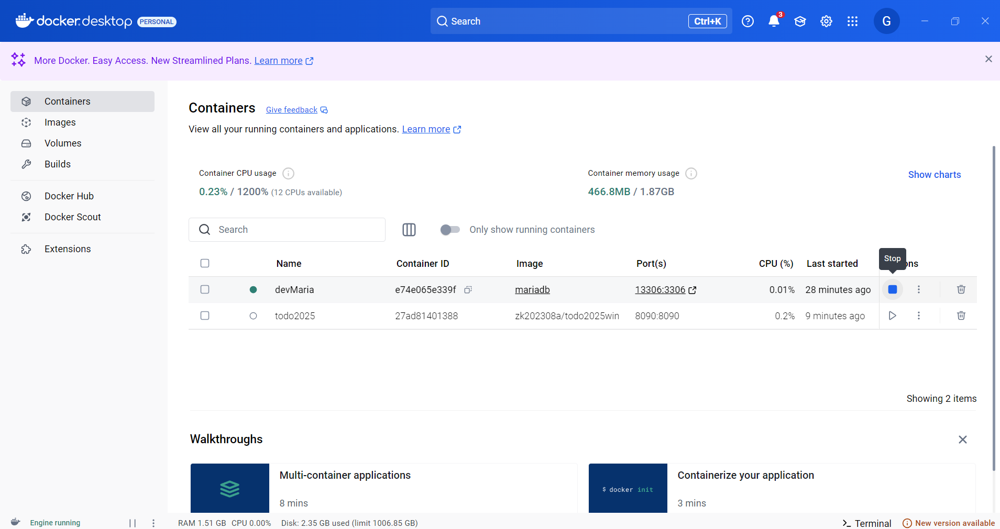 docker.desktop PERSONAL Search Ctrl+K 3 G
More Docker. Easy Access. New Streamlined Plans. Learn more
Containers
Images
Volumes
Builds
Docker Hub
Docker Scout
Extensions
Containers Give feedback
View all your running containers and applications. Learn more
Container CPU usage
0.23% / 1200% (12 CPUs available)
Container memory usage
466.8MB / 1.87GB
Show charts
Search
Only show running containers
Stop
Name Container ID Image Port(s) CPU (%) Last started ons
devMaria e74e065e339f mariadb 13306:3306 0.01% 28 minutes ago
todo2025 27ad81401388 zk202308a/todo2025win 8090:8090 0.2% 9 minutes ago
Showing 2 items
Walkthroughs
Multi-container applications
8 mins
$ docker init
Containerize your application
3 mins
Engine running RAM 1.51 GB CPU 0.00% Disk: 2.35 GB used (limit 1006.85 GB) Terminal New version available